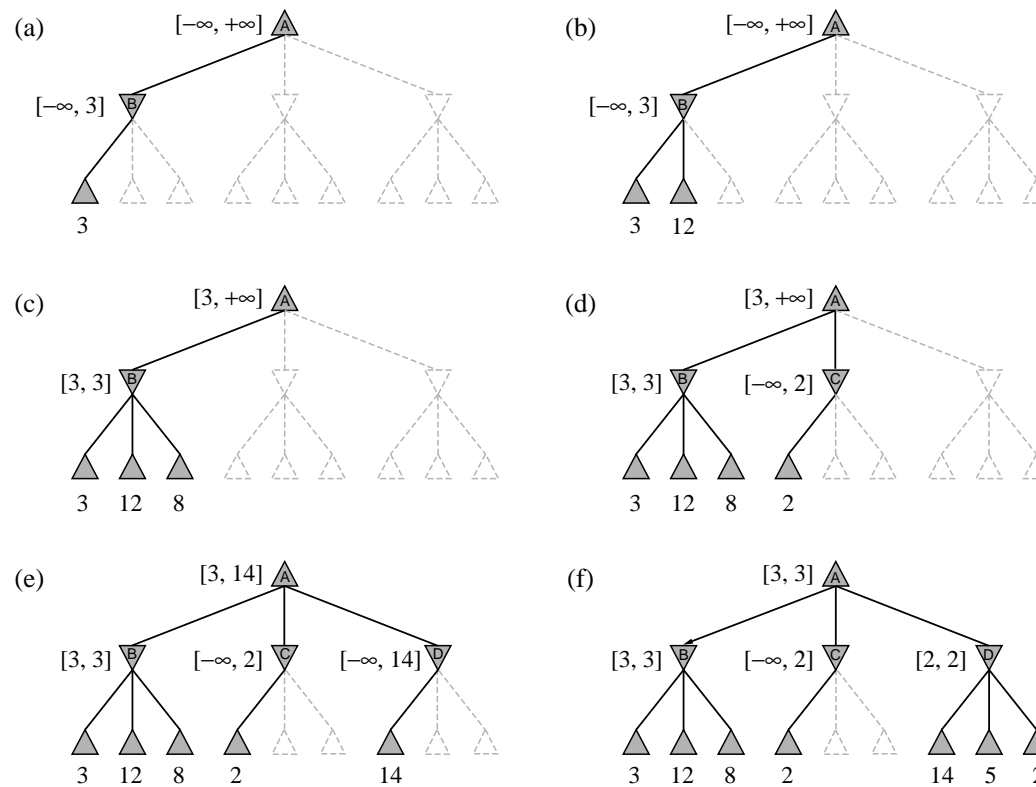 (a) [−∞, +∞] A (b) [−∞, +∞] A
[−∞, 3] B [−∞, 3] B
3 3 12
(c) [3, +∞] A (d) [3, +∞] A
[3, 3] B [3, 3] B [−∞, 2] C
3 12 8 3 12 8 2
(e) [3, 14] A (f) [3, 3] A
[3, 3] B [−∞, 2] C [−∞, 14] D [3, 3] B [−∞, 2] C [2, 2] D
3 12 8 2 14 3 12 8 2 14 5 2